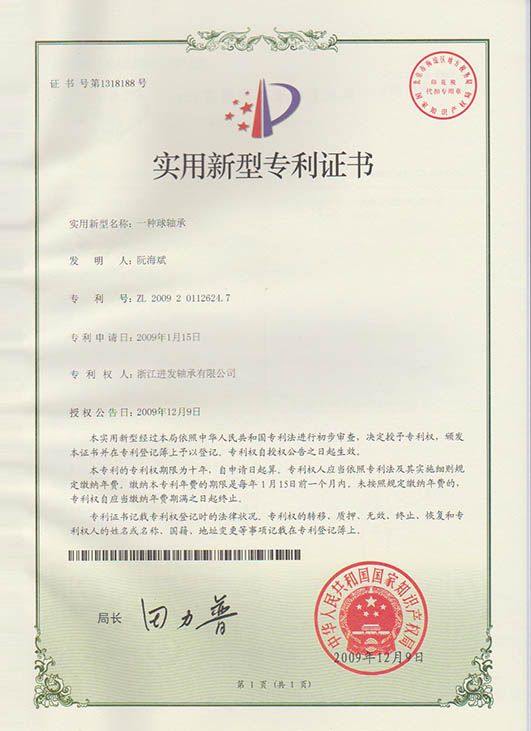 证书号第1318188号
印花税
代扣专用章
实用新型专利证书
实用新型名称：一种球轴承
发明人：阮海斌
专利号：ZL 2009 2 0112624.7
专利申请日：2009年1月15日
专利权人：浙江进发轴承有限公司
授权公告日：2009年12月9日
本实用新型经过本局依照中华人民共和国专利法进行初步审查，决定授予专利权，颁发
本证书并在专利登记簿上予以登记。专利权自授权公告之日起生效。
本专利的专利权期限为十年，自申请日起算。专利权人应当依照专利法及其实施细则规
定缴纳年费。缴纳本专利年费的期限是每年1月15日前一个月内。未按照规定缴纳年费的，
专利权自应当缴纳年费期满之日起终止。
专利证书记载专利权登记时的法律状况。专利权的转移、质押、无效、终止、恢复和专
利权人的姓名或名称、国籍、地址变更等事项记载在专利登记簿上。
局长 田力普
中华人民共和国国家知识产权局
2009年12月9日
第1页（共1页）